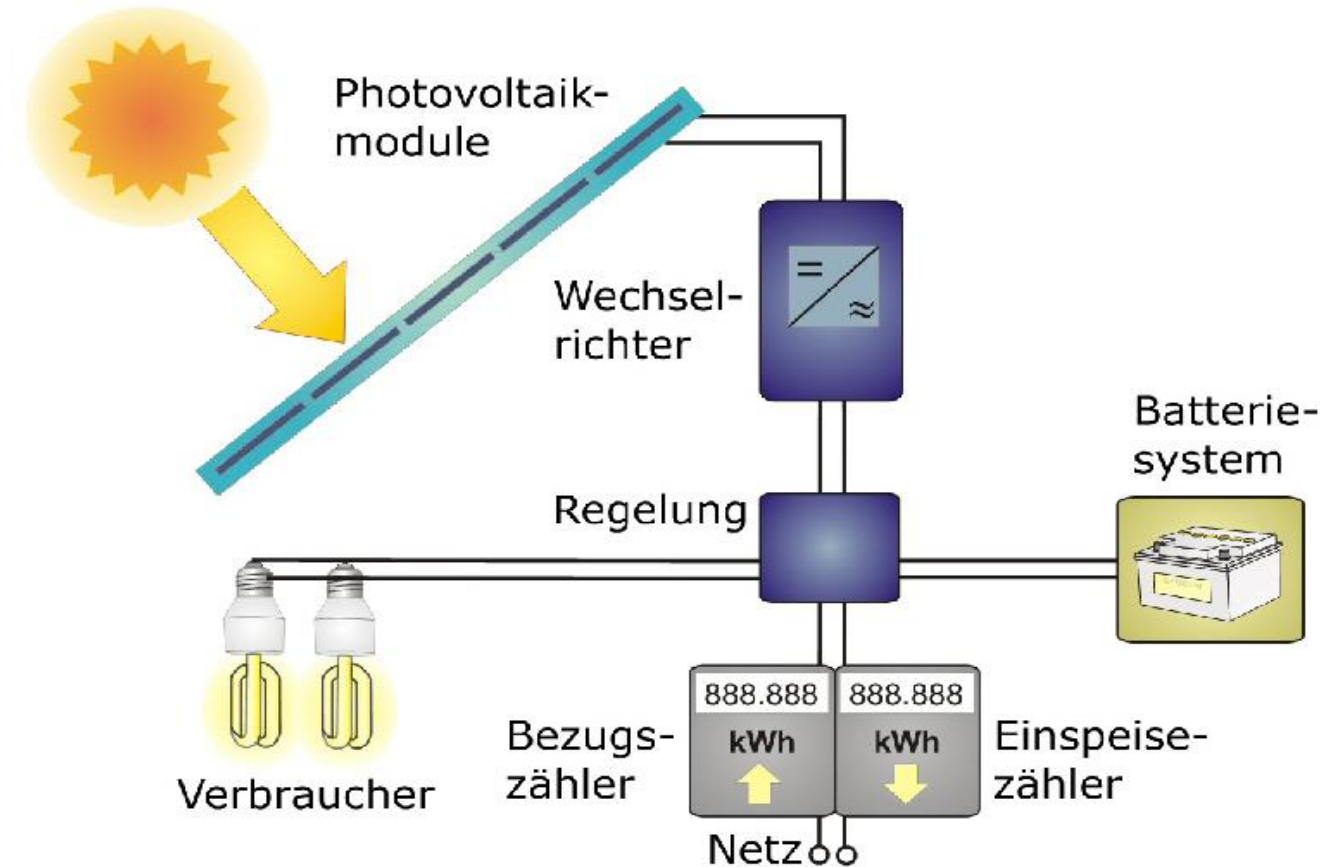 Photovoltaik-
module
Wechsel-
richter
Batterie-
system
Regelung
888.888
kWh
888.888
kWh
Bezugs-
zähler
Einspeise-
zähler
Verbraucher
Netz